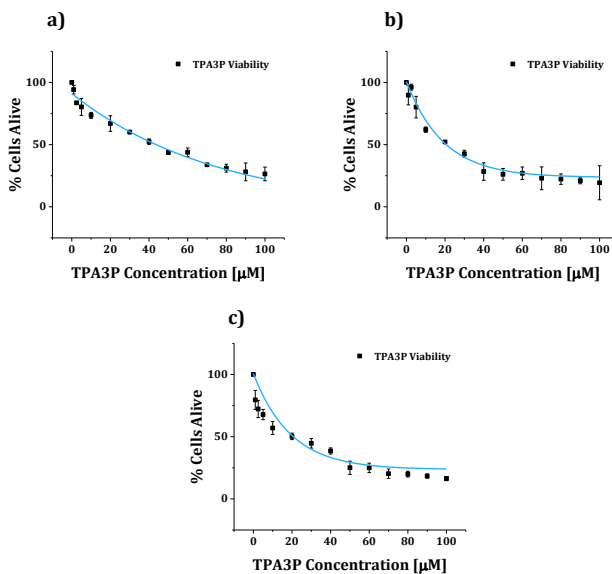 a)
TPA3P Viability
100
50
0
% Cells Alive
0 20 40 60 80 100
TPA3P Concentration [μM]
b)
TPA3P Viability
100
50
0
% Cells Alive
0 20 40 60 80 100
TPA3P Concentration [μM]
c)
TPA3P Viability
100
50
0
% Cells Alive
0 20 40 60 80 100
TPA3P Concentration [μM]